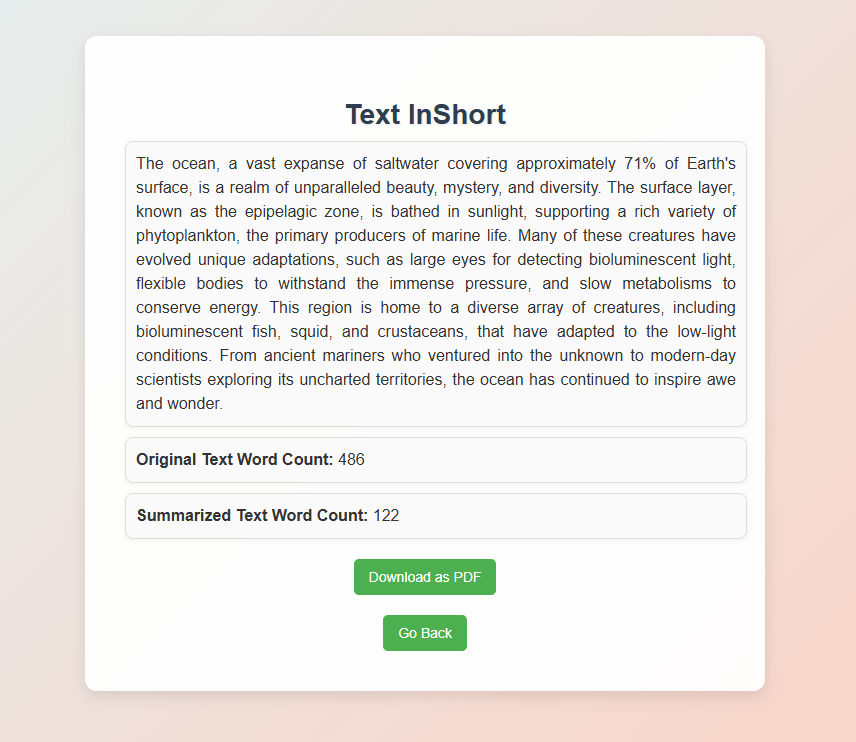 Text InShort
The ocean, a vast expanse of saltwater covering approximately 71% of Earth's
surface, is a realm of unparalleled beauty, mystery, and diversity. The surface layer,
known as the epipelagic zone, is bathed in sunlight, supporting a rich variety of
phytoplankton, the primary producers of marine life. Many of these creatures have
evolved unique adaptations, such as large eyes for detecting bioluminescent light,
flexible bodies to withstand the immense pressure, and slow metabolisms to
conserve energy. This region is home to a diverse array of creatures, including
bioluminescent fish, squid, and crustaceans, that have adapted to the low-light
conditions. From ancient mariners who ventured into the unknown to modern-day
scientists exploring its uncharted territories, the ocean has continued to inspire awe
and wonder.
Original Text Word Count: 486
Summarized Text Word Count: 122
Download as PDF
Go Back